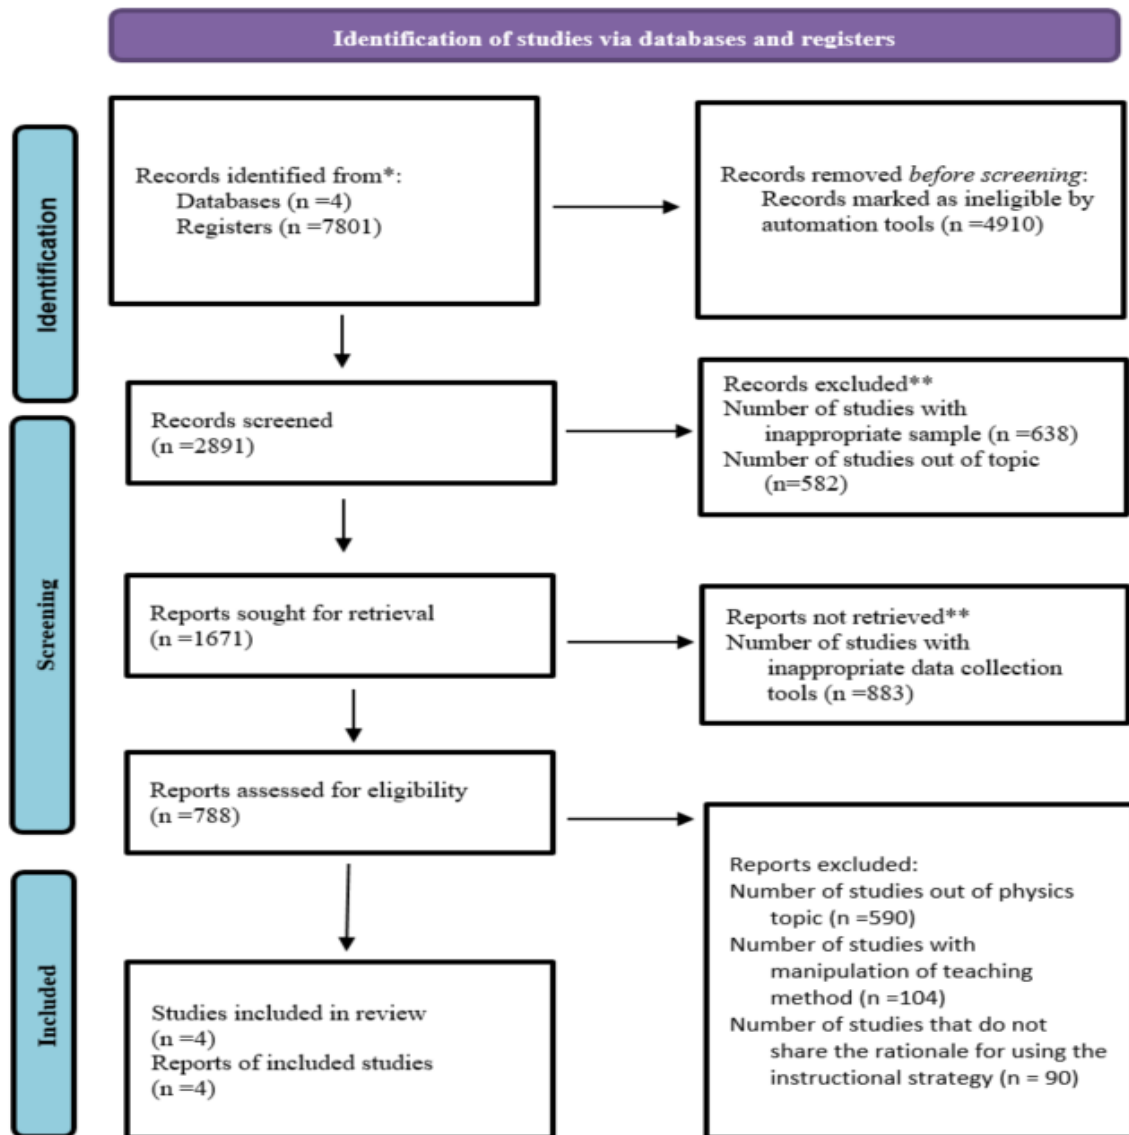 Identification of studies via databases and registers
Identification
Records identified from*:
Databases (n =4)
Registers (n =7801)
Records removed before screening:
Records marked as ineligible by
automation tools (n =4910)
Screening
Records screened
(n =2891)
Records excluded**
Number of studies with
inappropriate sample (n =638)
Number of studies out of topic
(n=582)
Reports sought for retrieval
(n =1671)
Reports not retrieved**
Number of studies with
inappropriate data collection
tools (n =883)
Reports assessed for eligibility
(n =788)
Reports excluded:
Number of studies out of physics
topic (n =590)
Number of studies with
manipulation of teaching
method (n =104)
Number of studies that do not
share the rationale for using the
instructional strategy (n = 90)
Included
Studies included in review
(n =4)
Reports of included studies
(n =4)